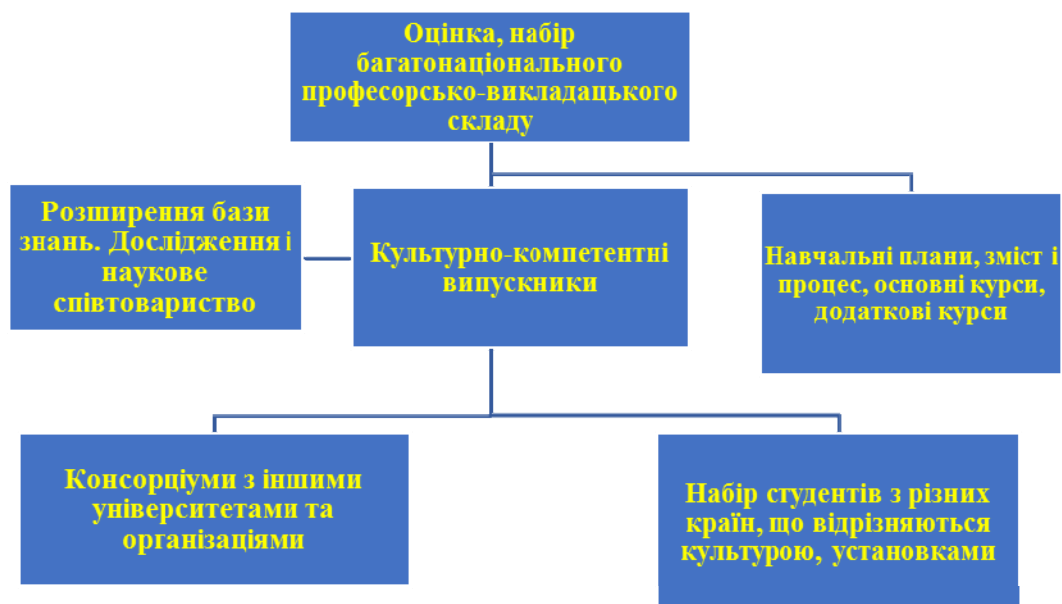 Оцінка, набір
багатонаціонального
професорсько-викладацького
складу
Розширення бази
знань. Дослідження і
наукове
співтовариство
Культурно-компетентні
випускники
Навчальні плани, зміст і
процес, основні курси,
додаткові курси
Консорціуми з іншими
університетами та
організаціями
Набір студентів з різних
країн, що відрізняються
культурою, установками